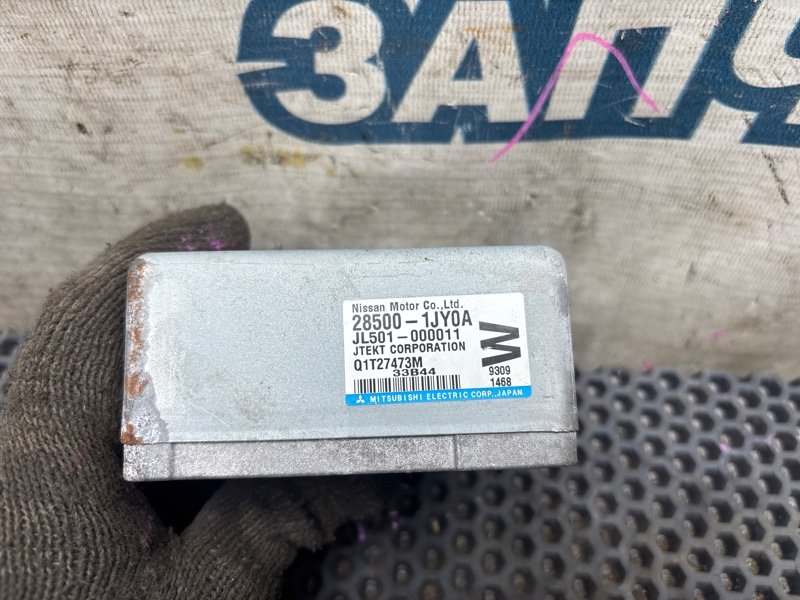 ЗАП
Nissan Motor Co.,Ltd.
28500-1JY0A
JL501-000011
JTEKT CORPORATION
W
Q1T27473M
33B44
9309
1468
MITSUBISHI ELECTRIC CORP., JAPAN